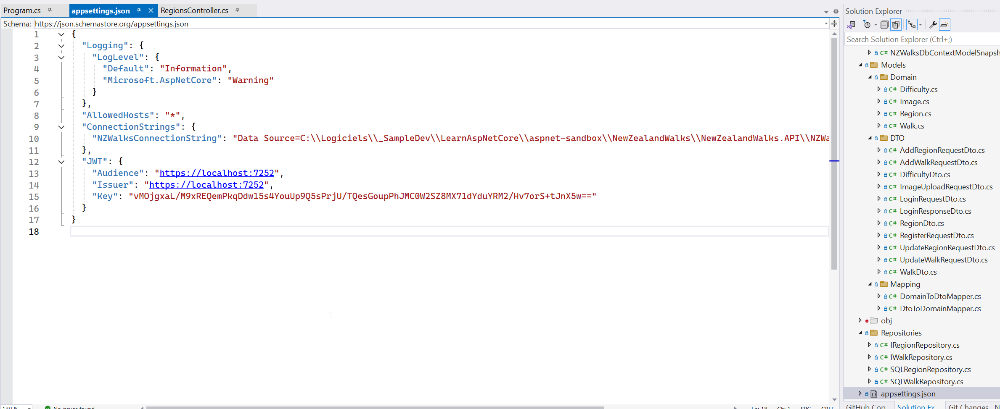 Program.cs appsettings.json RegionsController.cs
Schema: https://json.schemastore.org/appsettings.json
1 {
2 "Logging": {
3 "LogLevel": {
4 "Default": "Information",
5 "Microsoft.AspNetCore": "Warning"
6 }
7 },
8 "AllowedHosts": "*",
9 "ConnectionStrings": {
10 "NZWalksConnectionString": "Data Source=C:\\Logiciels\\_SampleDev\\LearnAspNetCore\\aspnet-sandbox\\NewZealandWalks\\NewZealandWalks.API\\NZWa
11 },
12 "JWT": {
13 "Audience": "https://localhost:7252",
14 "Issuer": "https://localhost:7252",
15 "Key": "vMOjgxaL/M9xREQemPkqDdw15s4YouUp9Q5sPrjU/TQesGoupPhJMC0W2SZ8MX71dYduYRM2/Hv7orS+tJnX5w=="
16 }
17 }
18
130 % No issues found Ln: 18 Ch: 1 SPC CRLF
Solution Explorer
Search Solution Explorer (Ctrl+;)
C# NZWalksDbContextModelSnapsh
Models
Domain
C# Difficulty.cs
C# Image.cs
C# Region.cs
C# Walk.cs
DTO
C# AddRegionRequestDto.cs
C# AddWalkRequestDto.cs
C# DifficultyDto.cs
C# ImageUploadRequestDto.cs
C# LoginRequestDto.cs
C# LoginResponseDto.cs
C# RegionDto.cs
C# RegisterRequestDto.cs
C# UpdateRegionRequestDto.cs
C# UpdateWalkRequestDto.cs
C# WalkDto.cs
Mapping
C# DomainToDtoMapper.cs
C# DtoToDomainMapper.cs
obj
Repositories
C# IRegionRepository.cs
C# IWalkRepository.cs
C# SQLRegionRepository.cs
C# SQLWalkRepository.cs
appsettings.json
GitHub Cop... Solution Ex... Git Changes N